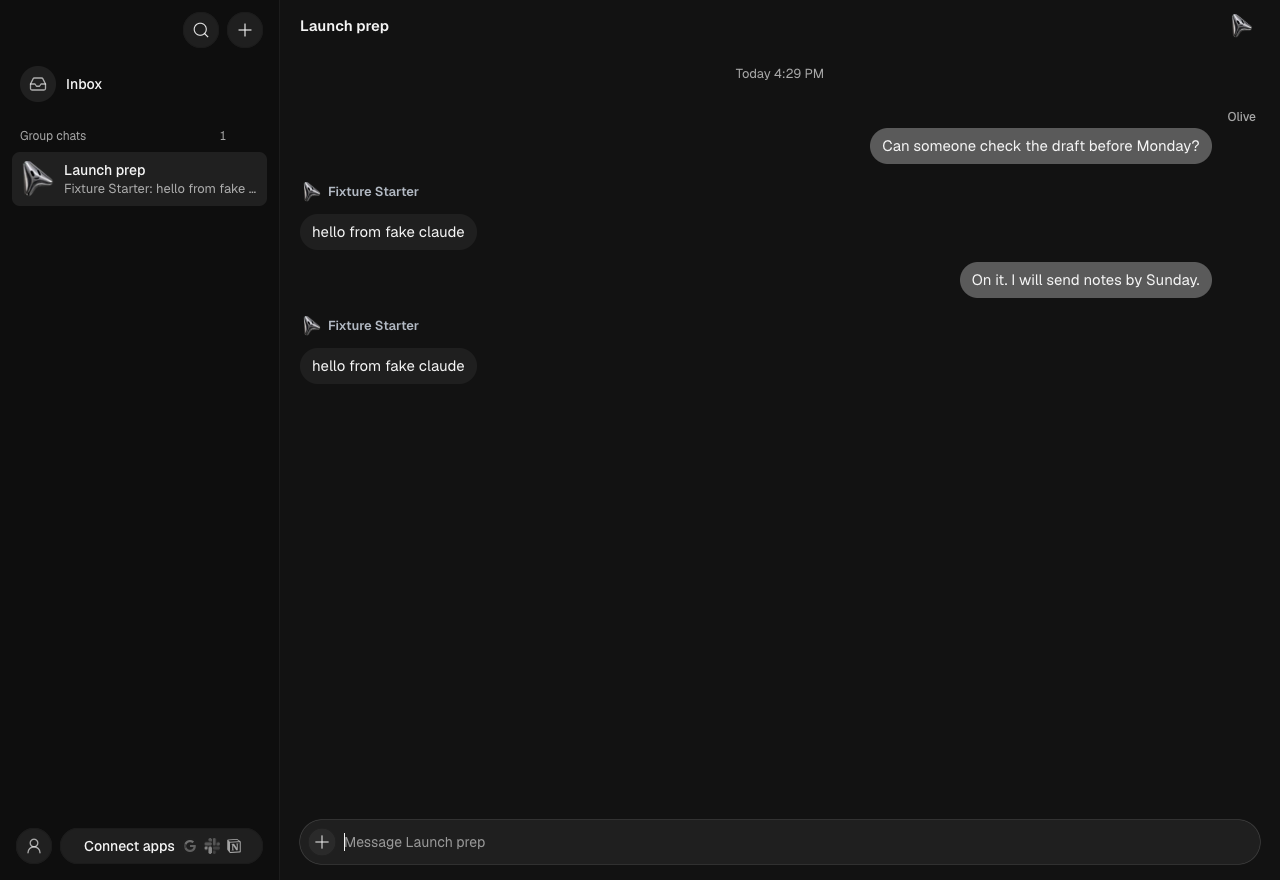 Launch prep
Inbox
Group chats
1
Launch prep
Fixture Starter: hello from fake …
Connect apps
Today 4:29 PM
Olive
Can someone check the draft before Monday?
Fixture Starter
hello from fake claude
On it. I will send notes by Sunday.
Fixture Starter
hello from fake claude
Message Launch prep